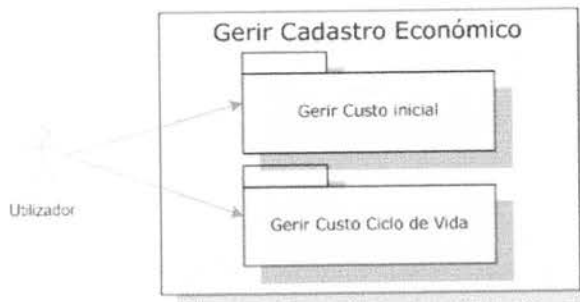 Gerir Cadastro Económico
Gerir Custo inicial
Utilizador
Gerir Custo Ciclo de Vida